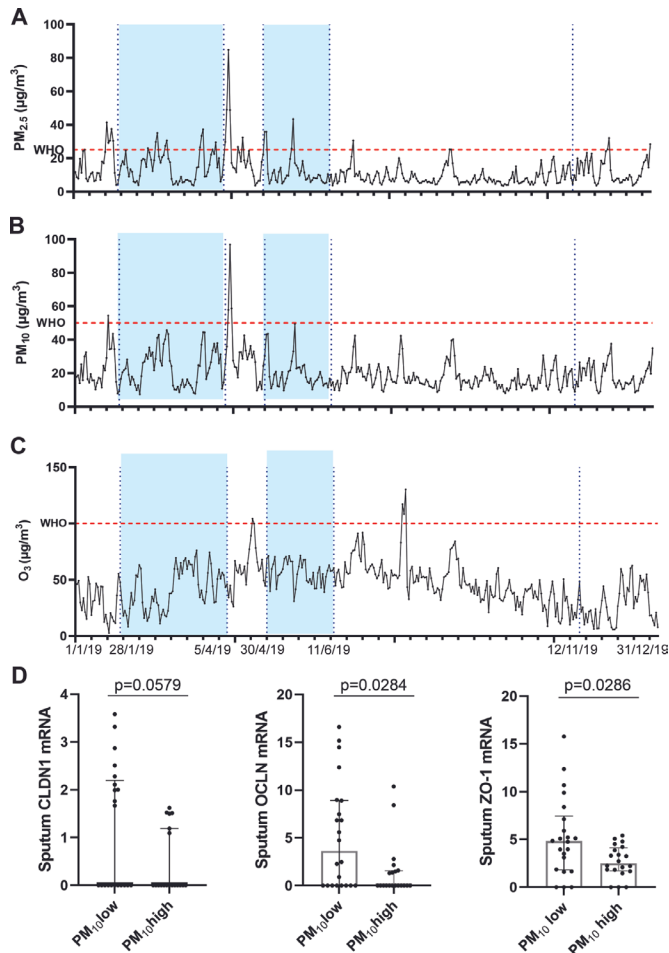 A
PM2.5 (μg/m³)
100
80
60
WHO
40
20
0
B
PM10 (μg/m³)
100
80
60
WHO
40
20
0
C
O3 (μg/m³)
150
WHO
100
50
0
1/1/19 28/1/19 5/4/19 30/4/19 11/6/19 12/11/19 31/12/19
D
p=0.0579
Sputum CLDN1 mRNA
4
3
2
1
0
PM10low
PM10high
p=0.0284
Sputum OCLN mRNA
20
15
10
5
0
PM10low
PM10high
p=0.0286
Sputum ZO-1 mRNA
20
15
10
5
0
PM10 low
PM10 high